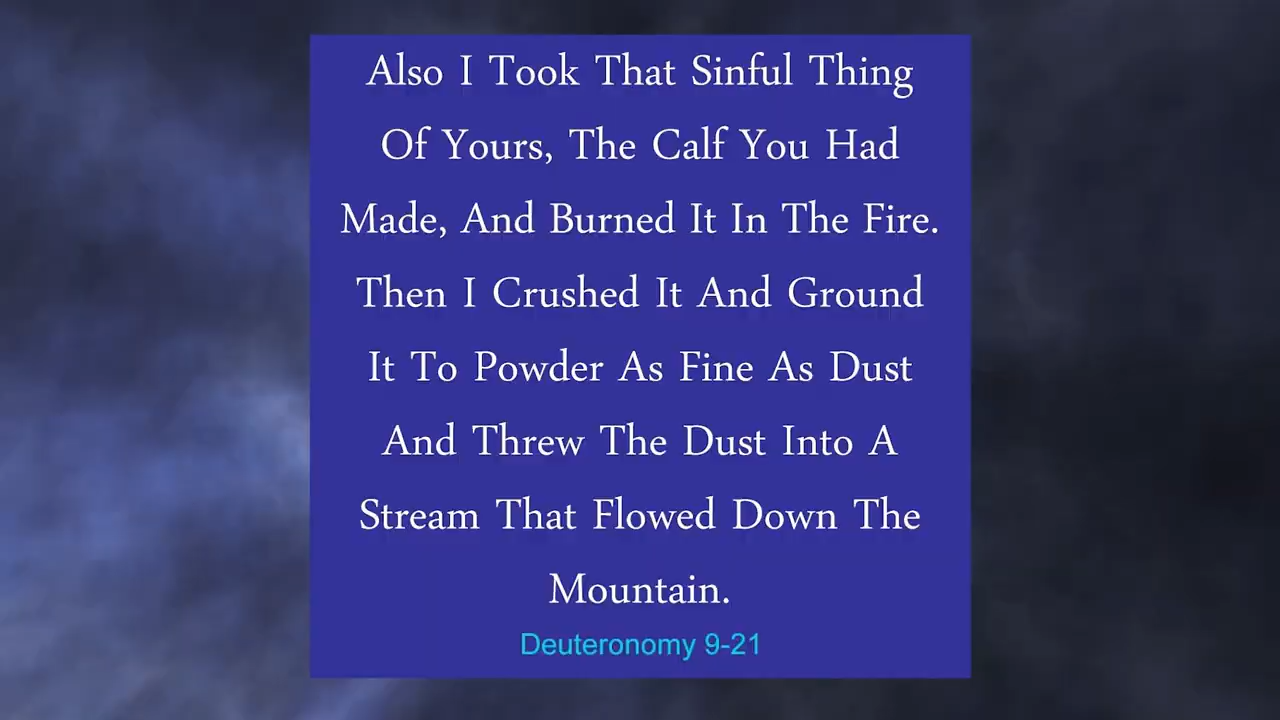 Also I Took That Sinful Thing
Of Yours, The Calf You Had
Made, And Burned It In The Fire.
Then I Crushed It And Ground
It To Powder As Fine As Dust
And Threw The Dust Into A
Stream That Flowed Down The
Mountain.
Deuteronomy 9-21